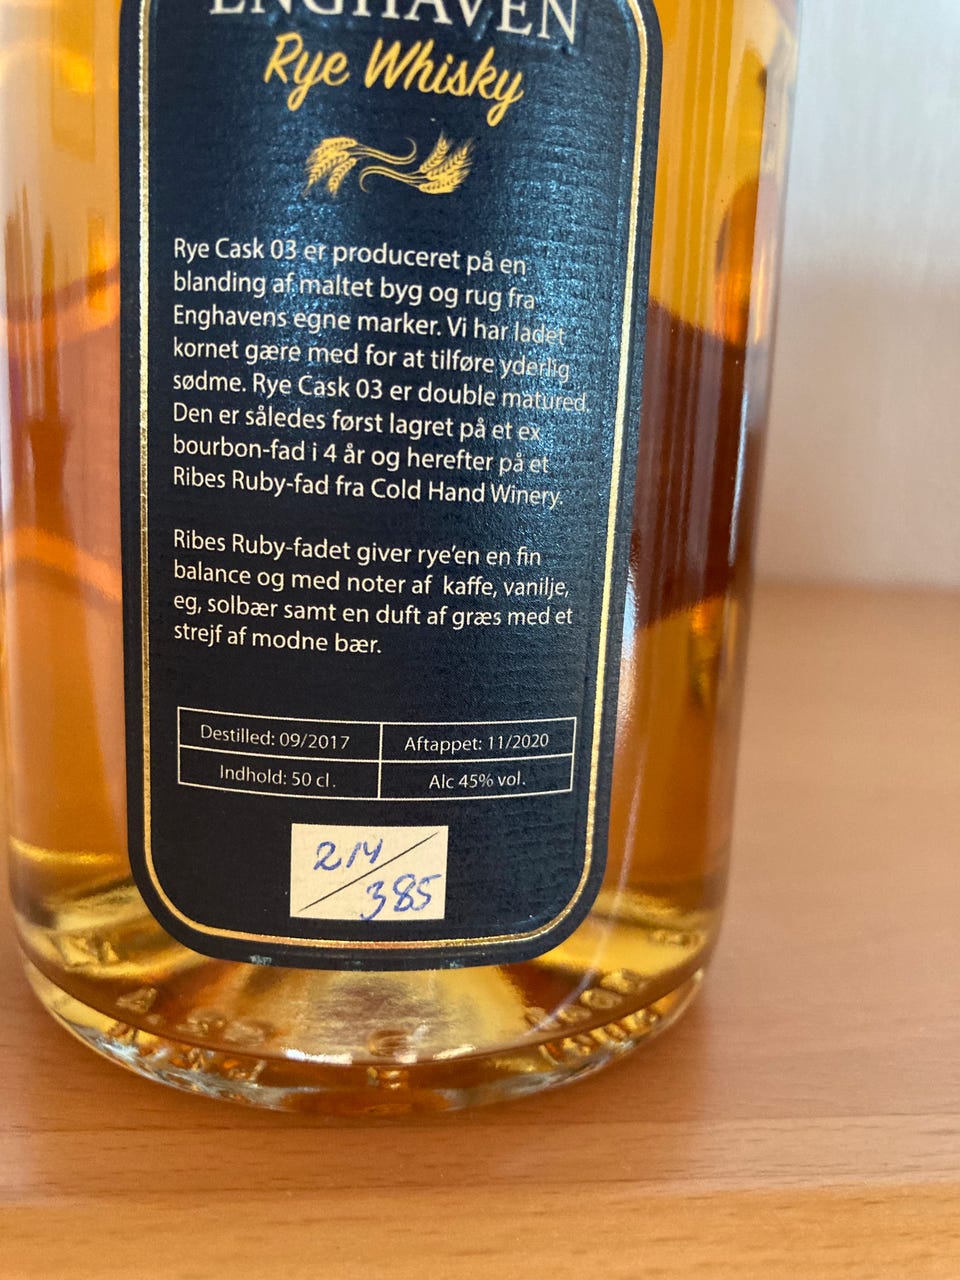 ENGHAVEN
Rye Whisky
Rye Cask 03 er produceret på en
blanding af maltet byg og rug fra
Enghavens egne marker. Vi har ladet
kornet gære med for at tilføre yderlig
sødme. Rye Cask 03 er double matured.
Den er således først lagret på et ex
bourbon-fad i 4 år og herefter på et
Ribes Ruby-fad fra Cold Hand Winery.
Ribes Ruby-fadet giver rye'en en fin
balance og med noter af kaffe, vanilje,
eg, solbær samt en duft af græs med et
strejf af modne bær.
Destilled: 09/2017 Aftappet: 11/2020
Indhold: 50 cl. Alc 45% vol.
214/
385